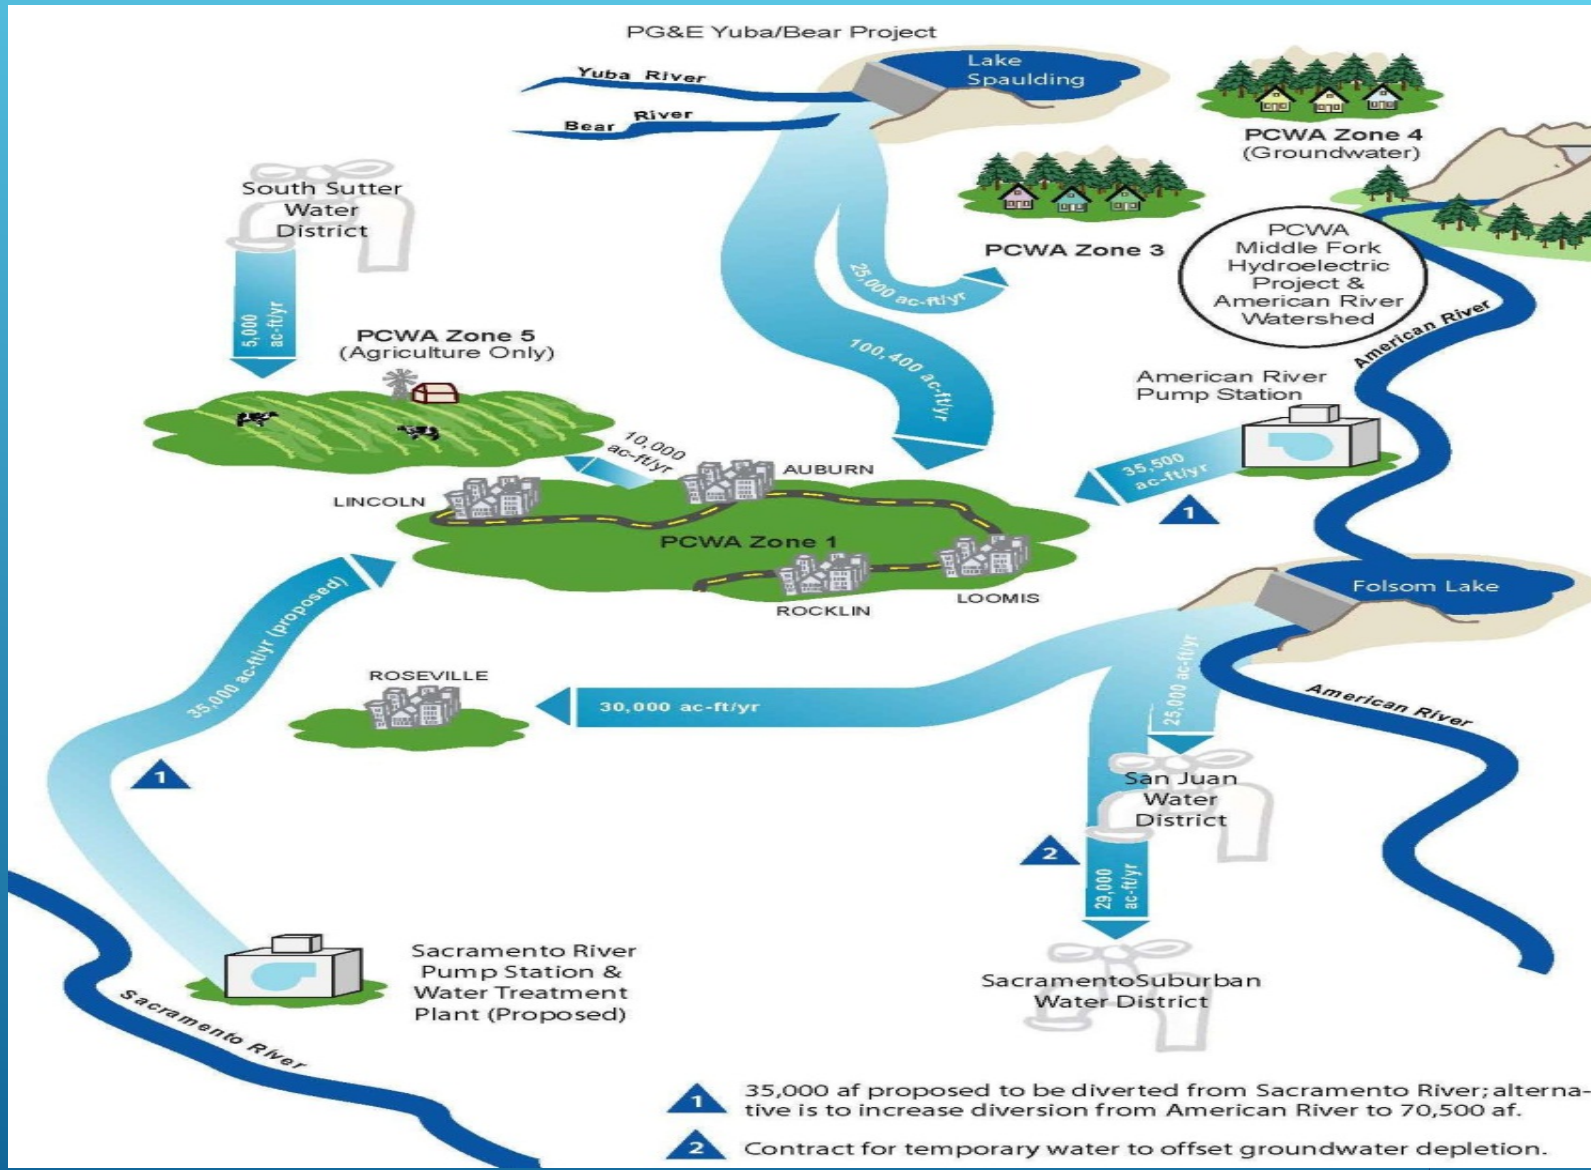 PG&E Yuba/Bear Project
Lake
Spaulding
Yuba River
Bear River
PCWA Zone 4
(Groundwater)
South Sutter
Water
District
PCWA Zone 3
25,000 ac-ft/yr
PCWA
Middle Fork
Hydroelectric
Project &
American River
Watershed
American River
5,000
ac-ft/yr
PCWA Zone 5
(Agriculture Only)
100,400 ac-ft/yr
American River
Pump Station
10,000
ac-ft/yr
35,500
ac-ft/yr
1
AUBURN
LINCOLN
PCWA Zone 1
ROCKLIN
LOOMIS
Folsom Lake
35,000 ac-ft/yr (proposed)
1
ROSEVILLE
30,000 ac-ft/yr
25,000 ac-ft/yr
American River
San Juan
Water
District
2
29,000
ac-ft/yr
SacramentoSuburban
Water District
Sacramento River
Pump Station &
Water Treatment
Plant (Proposed)
Sacramento River
1 35,000 af proposed to be diverted from Sacramento River; alterna-
tive is to increase diversion from American River to 70,500 af.
2 Contract for temporary water to offset groundwater depletion.